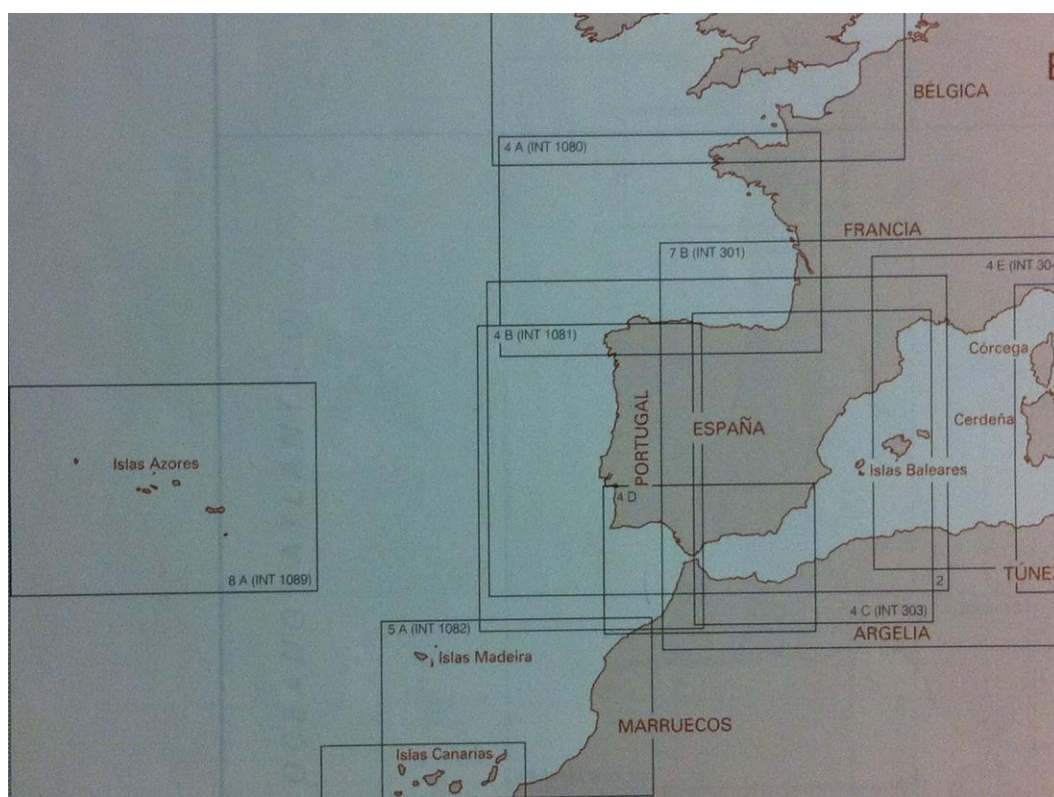 BÉLGICA
4 A (INT 1080)
FRANCIA
7 B (INT 301)
4 E (INT 304
4 B (INT 1081)
Córcega
PORTUGAL
ESPAÑA
Cerdeña
Islas Azores
Islas Baleares
4 D
8 A (INT 1089)
2
TÚNEZ
4 C (INT 303)
5 A (INT 1082)
ARGELIA
Islas Madeira
MARRUECOS
Islas Canarias